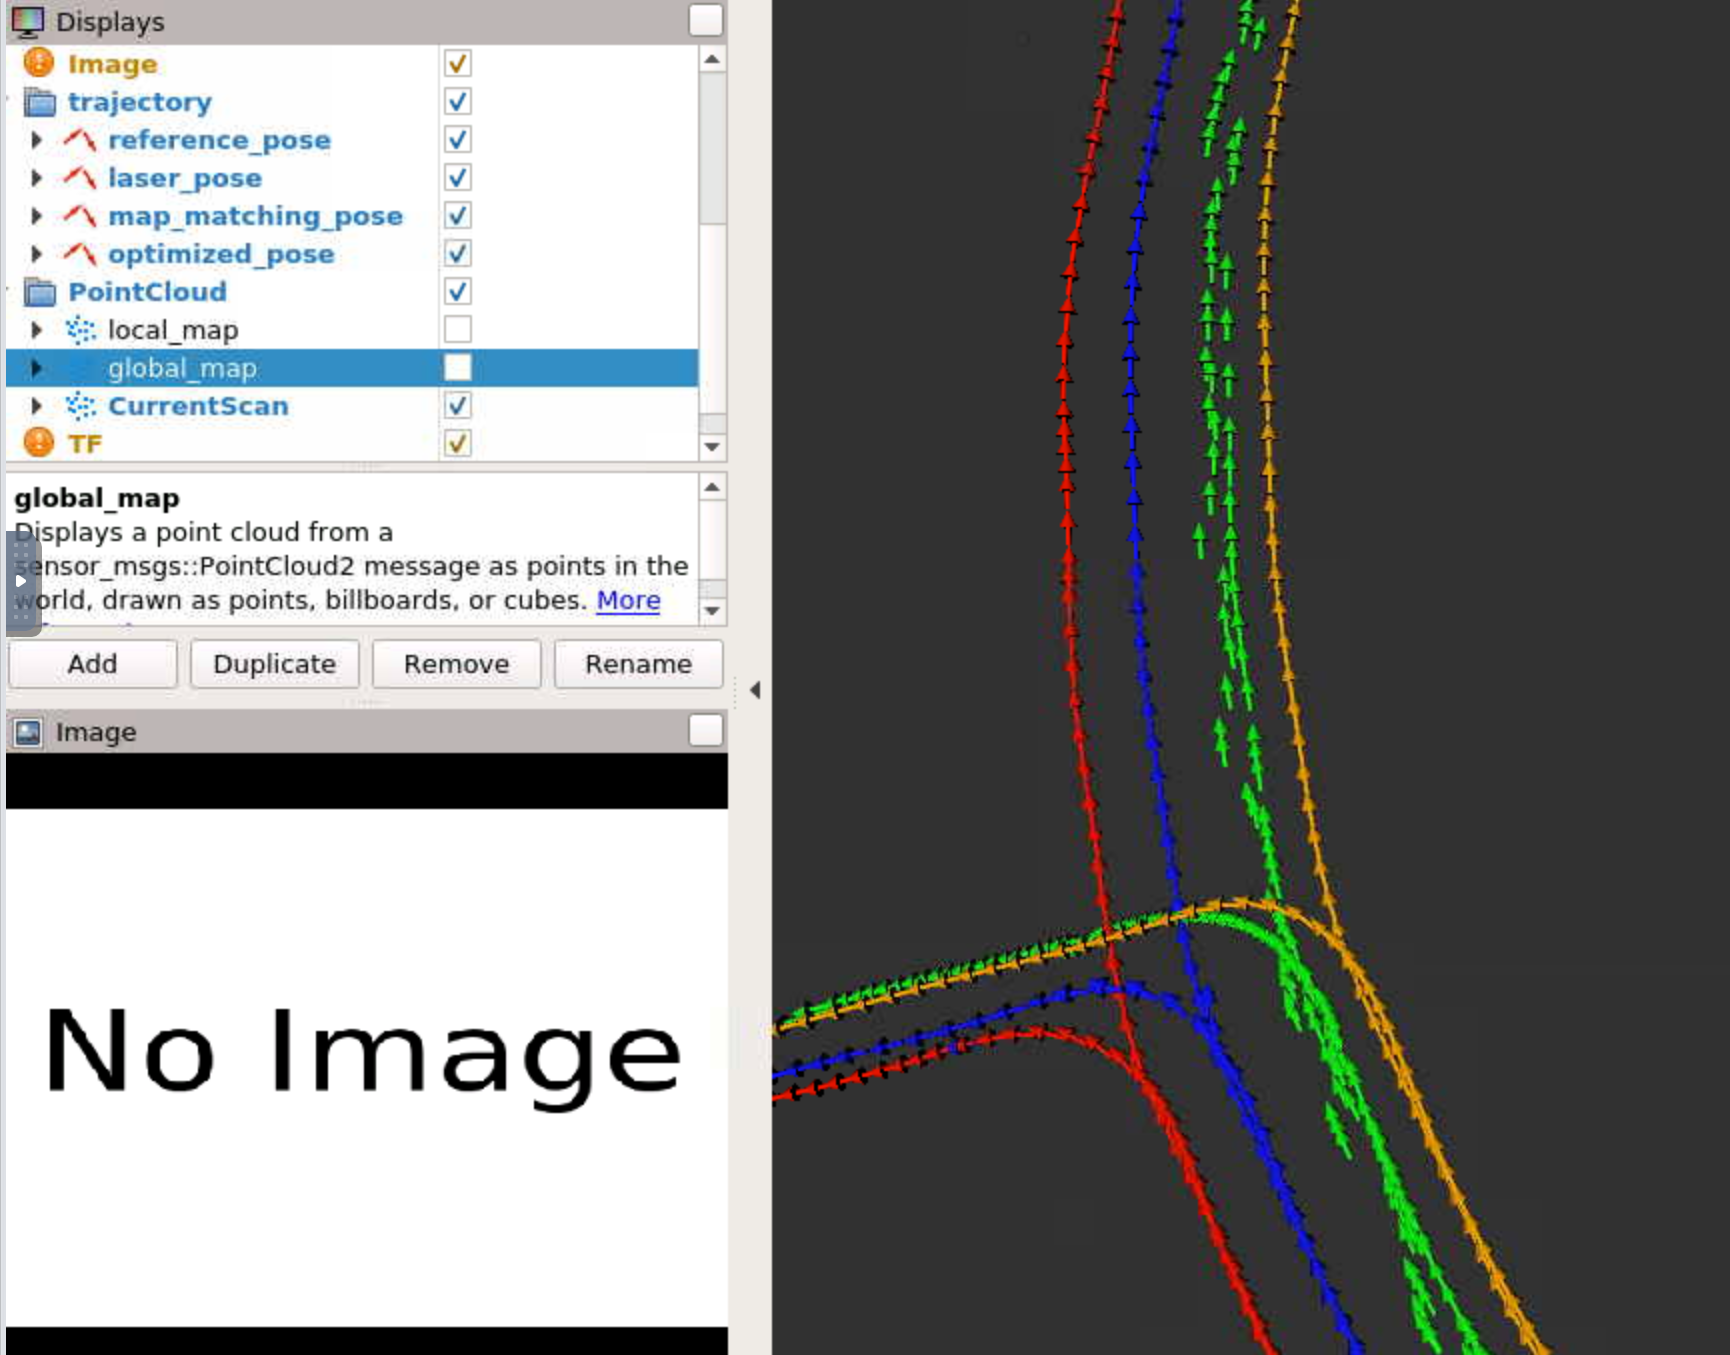 Displays
Image
trajectory
reference_pose
laser_pose
map_matching_pose
optimized_pose
PointCloud
local_map
global_map
CurrentScan
TF
global_map
Displays a point cloud from a
sensor_msgs::PointCloud2 message as points in the
world, drawn as points, billboards, or cubes. More
Add Duplicate Remove Rename
Image
No Image